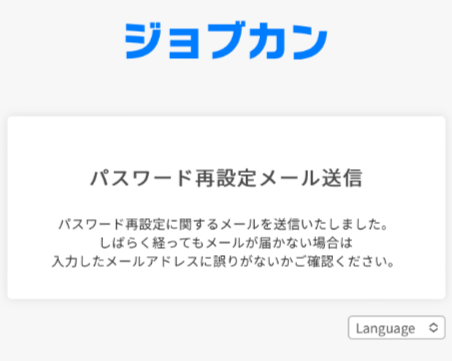 ジョブカン
パスワード再設定メール送信
パスワード再設定に関するメールを送信いたしました。
しばらく経ってもメールが届かない場合は
入力したメールアドレスに誤りがないかご確認ください。
Language